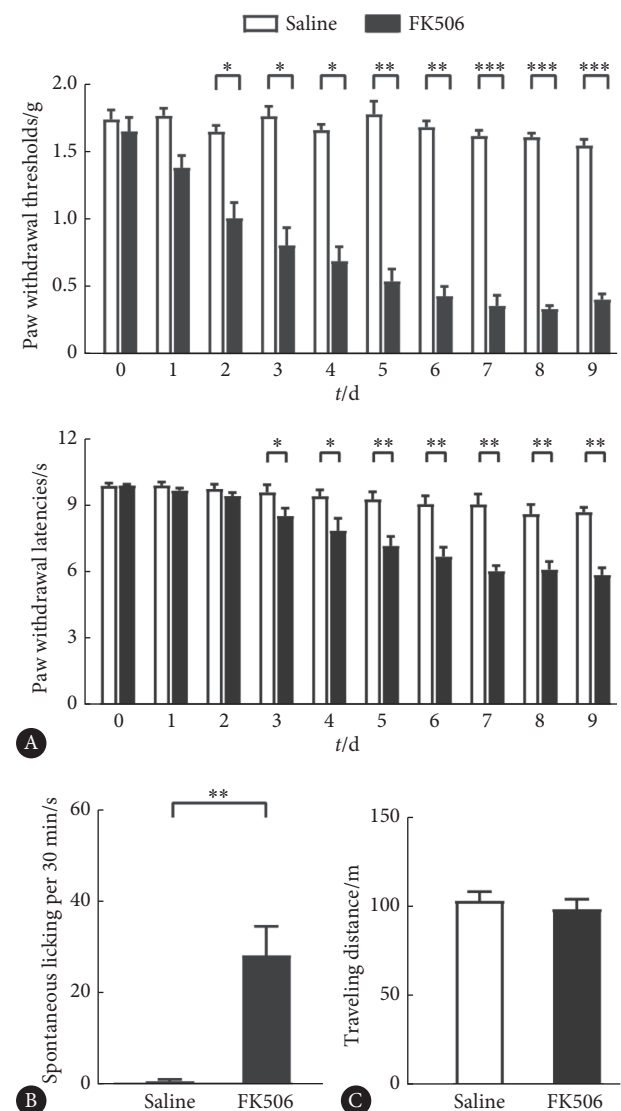 Saline FK506
* * * ** ** *** *** ***
Paw withdrawal thresholds/g
2.0
1.5
1.0
0.5
0
0 1 2 3 4 5 6 7 8 9
t/d
* * ** ** ** ** **
Paw withdrawal latencies/s
12
9
6
3
0
0 1 2 3 4 5 6 7 8 9
A
t/d
**
Spontaneous licking per 30 min/s
60
40
20
0
B
Saline FK506
Traveling distance/m
150
100
50
0
C
Saline FK506